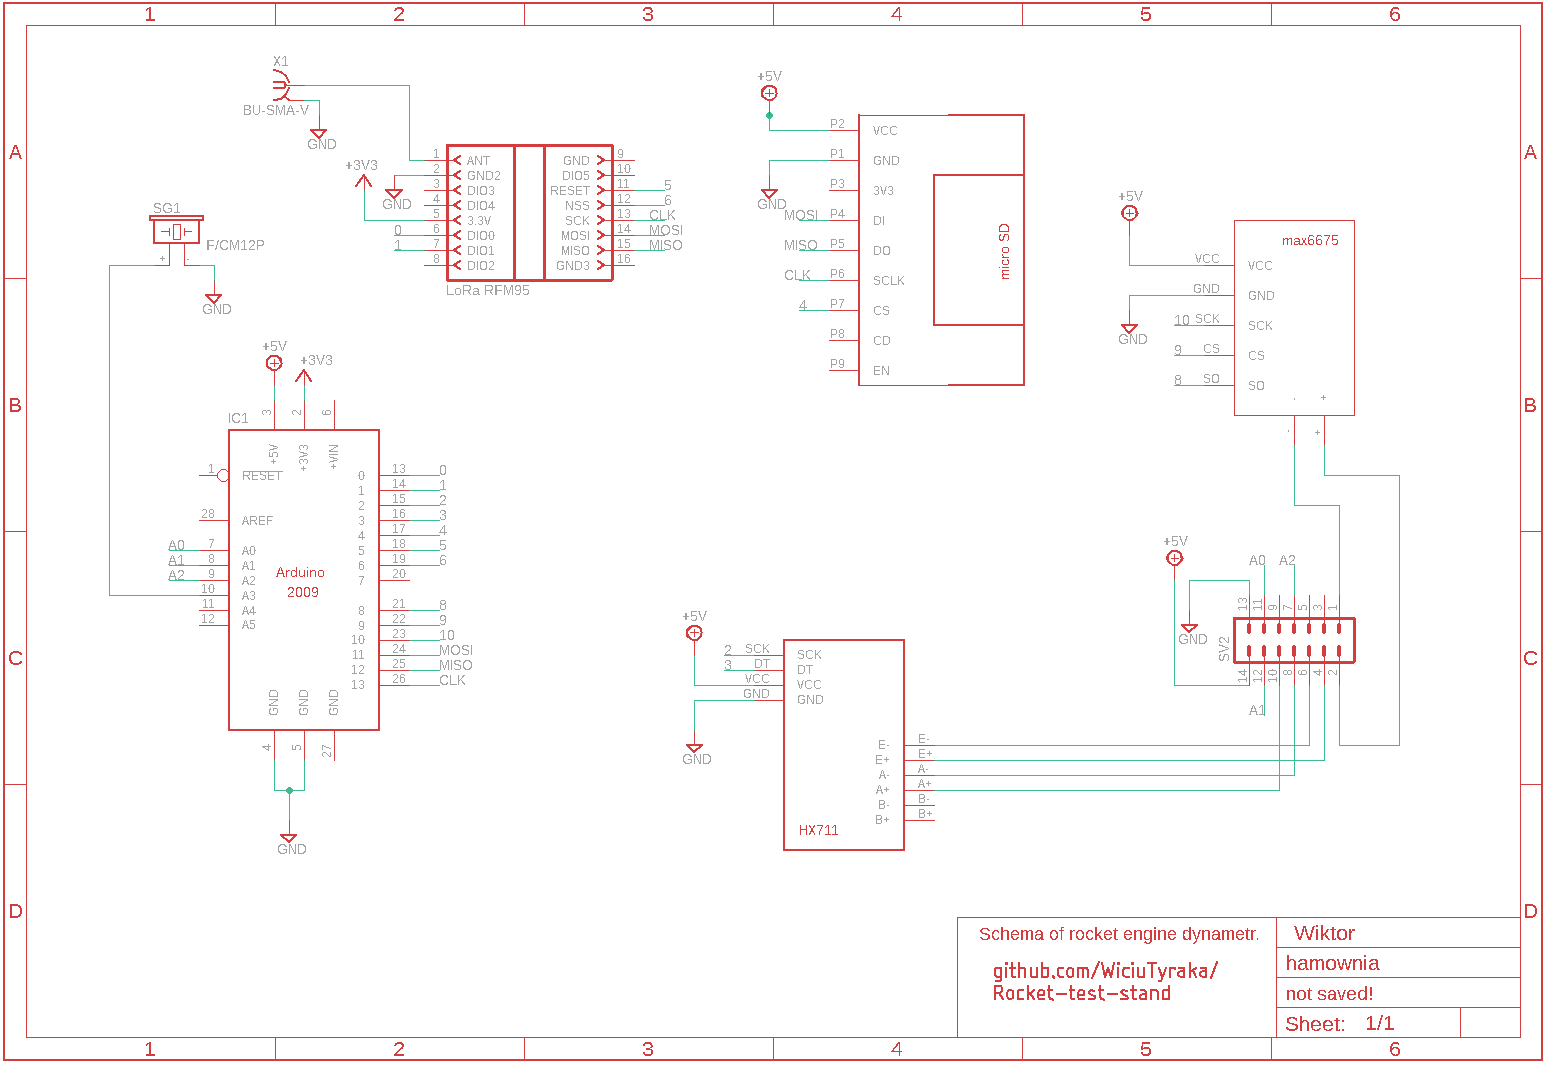 1 2 3 4 5 6
A
B
C
D
A
B
C
D
1 2 3 4 5 6
X1
BU-SMA-V
GND
+3V3
GND
0
1
1 ANT
2 GND2
3 DIO3
4 DIO4
5 3.3V
6 DIO0
7 DIO1
8 DIO2
GND 9
DIO5 10
RESET 11 5
NSS 12 6
SCK 13 CLK
MOSI 14 MOSI
MISO 15 MISO
GND3 16
LoRa RFM95
SG1
F/CM12P
+ -
GND
+5V
+3V3
IC1
3 2 6
+5V +3V3 +VIN
1 RESET
28 AREF
A0 7 A0
A1 8 A1
A2 9 A2
10 A3
11 A4
12 A5
Arduino
2009
0 13 0
1 14 1
2 15 2
3 16 3
4 17 4
5 18 5
6 19 6
7 20
8 21 8
9 22 9
10 23 10
11 24 MOSI
12 25 MISO
13 26 CLK
GND GND GND
4 5 27
GND
+5V
GND
P2 VCC
P1 GND
P3 3V3
MOSI P4 DI
MISO P5 DO
CLK P6 SCLK
4 P7 CS
P8 CD
P9 EN
micro SD
+5V
GND
max6675
VCC VCC
GND GND
10 SCK SCK
9 CS CS
8 SO SO
- +
- +
+5V
GND
2 SCK SCK
3 DT DT
VCC VCC
GND GND
E- E-
E+ E+
A- A-
A+ A+
B- B-
B+ B+
HX711
+5V
A0 A2
GND
SV2
13 11 9 7 5 3 1
14 12 10 8 6 4 2
A1
Schema of rocket engine dynametr.
github.com/WiciuTyraka/
Rocket-test-stand
Wiktor
hamownia
not saved!
Sheet: 1/1